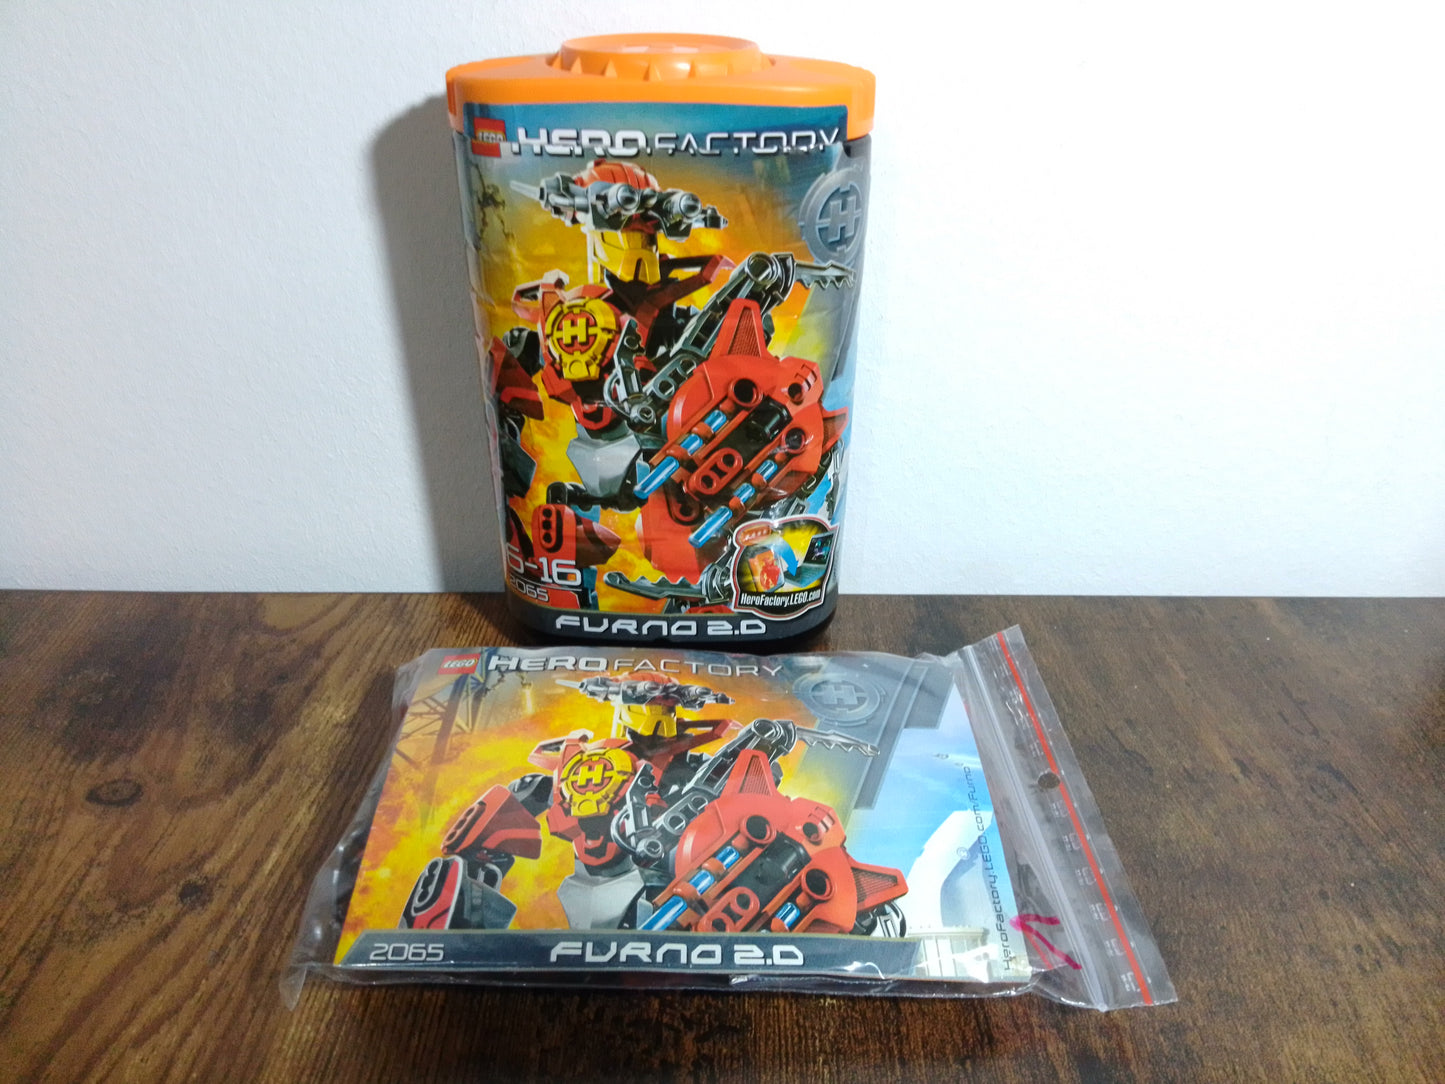 LEGO HERO FACTORY
H
H
6-16
2065
HeroFactory.LEGO.com
FURNO 2.0
LEGO HERO FACTORY
H
H
HeroFactory.LEGO.com/Furno
2065 FURNO 2.0